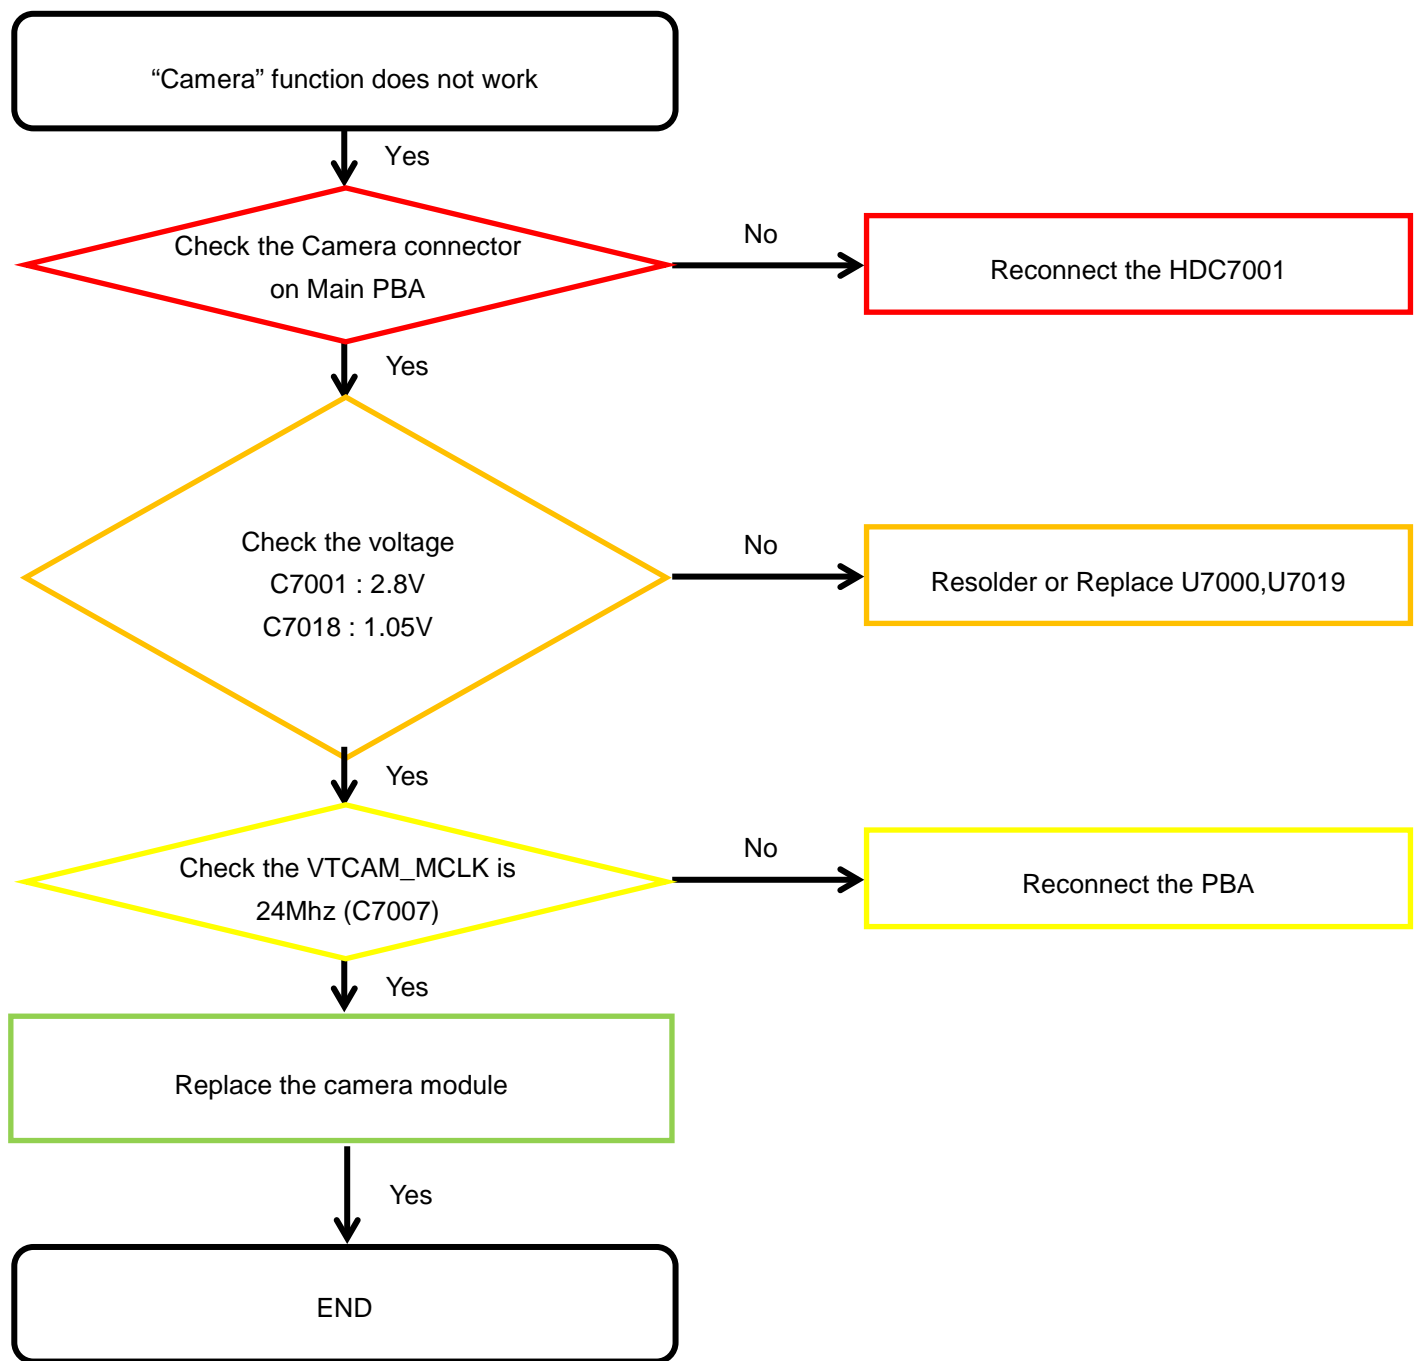 “Camera” function does not work
Yes
Check the Camera connector
on Main PBA
No
Reconnect the HDC7001
Yes
Check the voltage
C7001 : 2.8V
C7018 : 1.05V
No
Resolder or Replace U7000,U7019
Yes
Check the VTCAM_MCLK is
24Mhz (C7007)
No
Reconnect the PBA
Yes
Replace the camera module
Yes
END